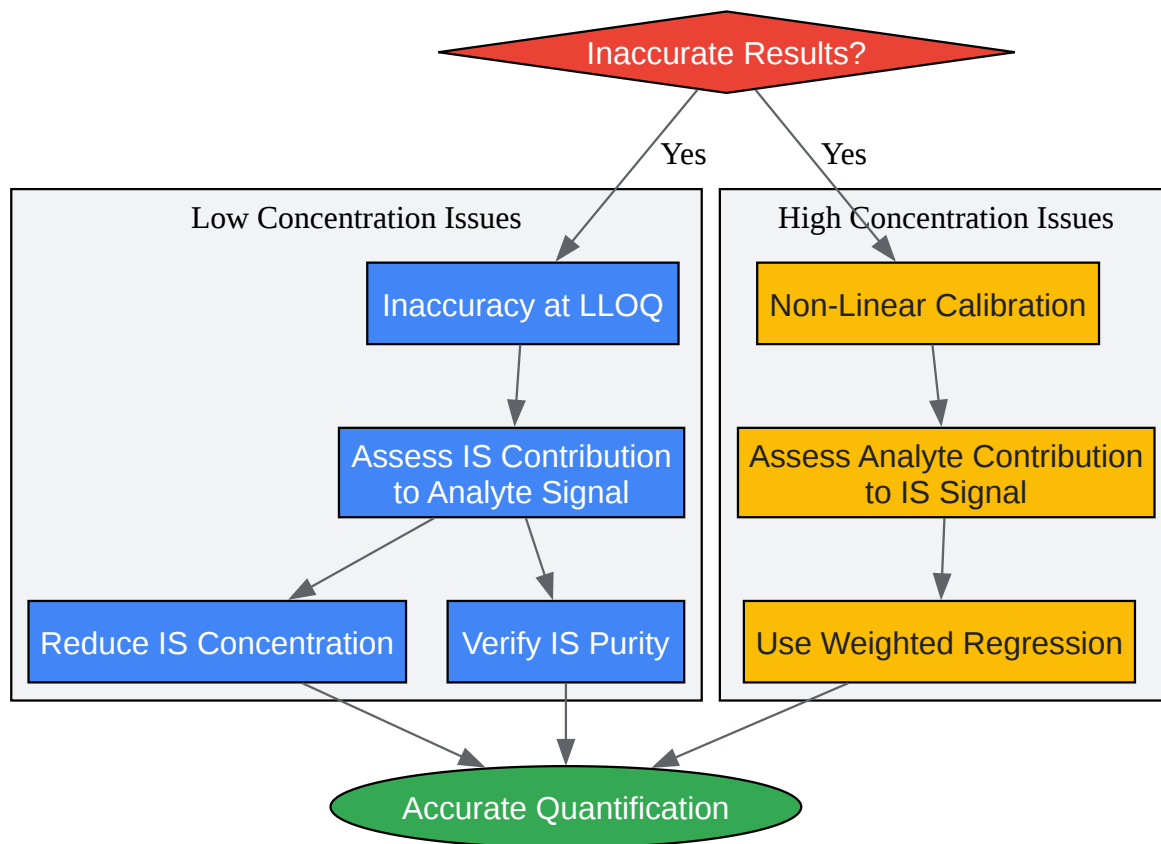 Inaccurate Results?
Yes
Yes
Low Concentration Issues
High Concentration Issues
Inaccuracy at LLOQ
Non-Linear Calibration
Assess IS Contribution
to Analyte Signal
Assess Analyte Contribution
to IS Signal
Reduce IS Concentration
Verify IS Purity
Use Weighted Regression
Accurate Quantification